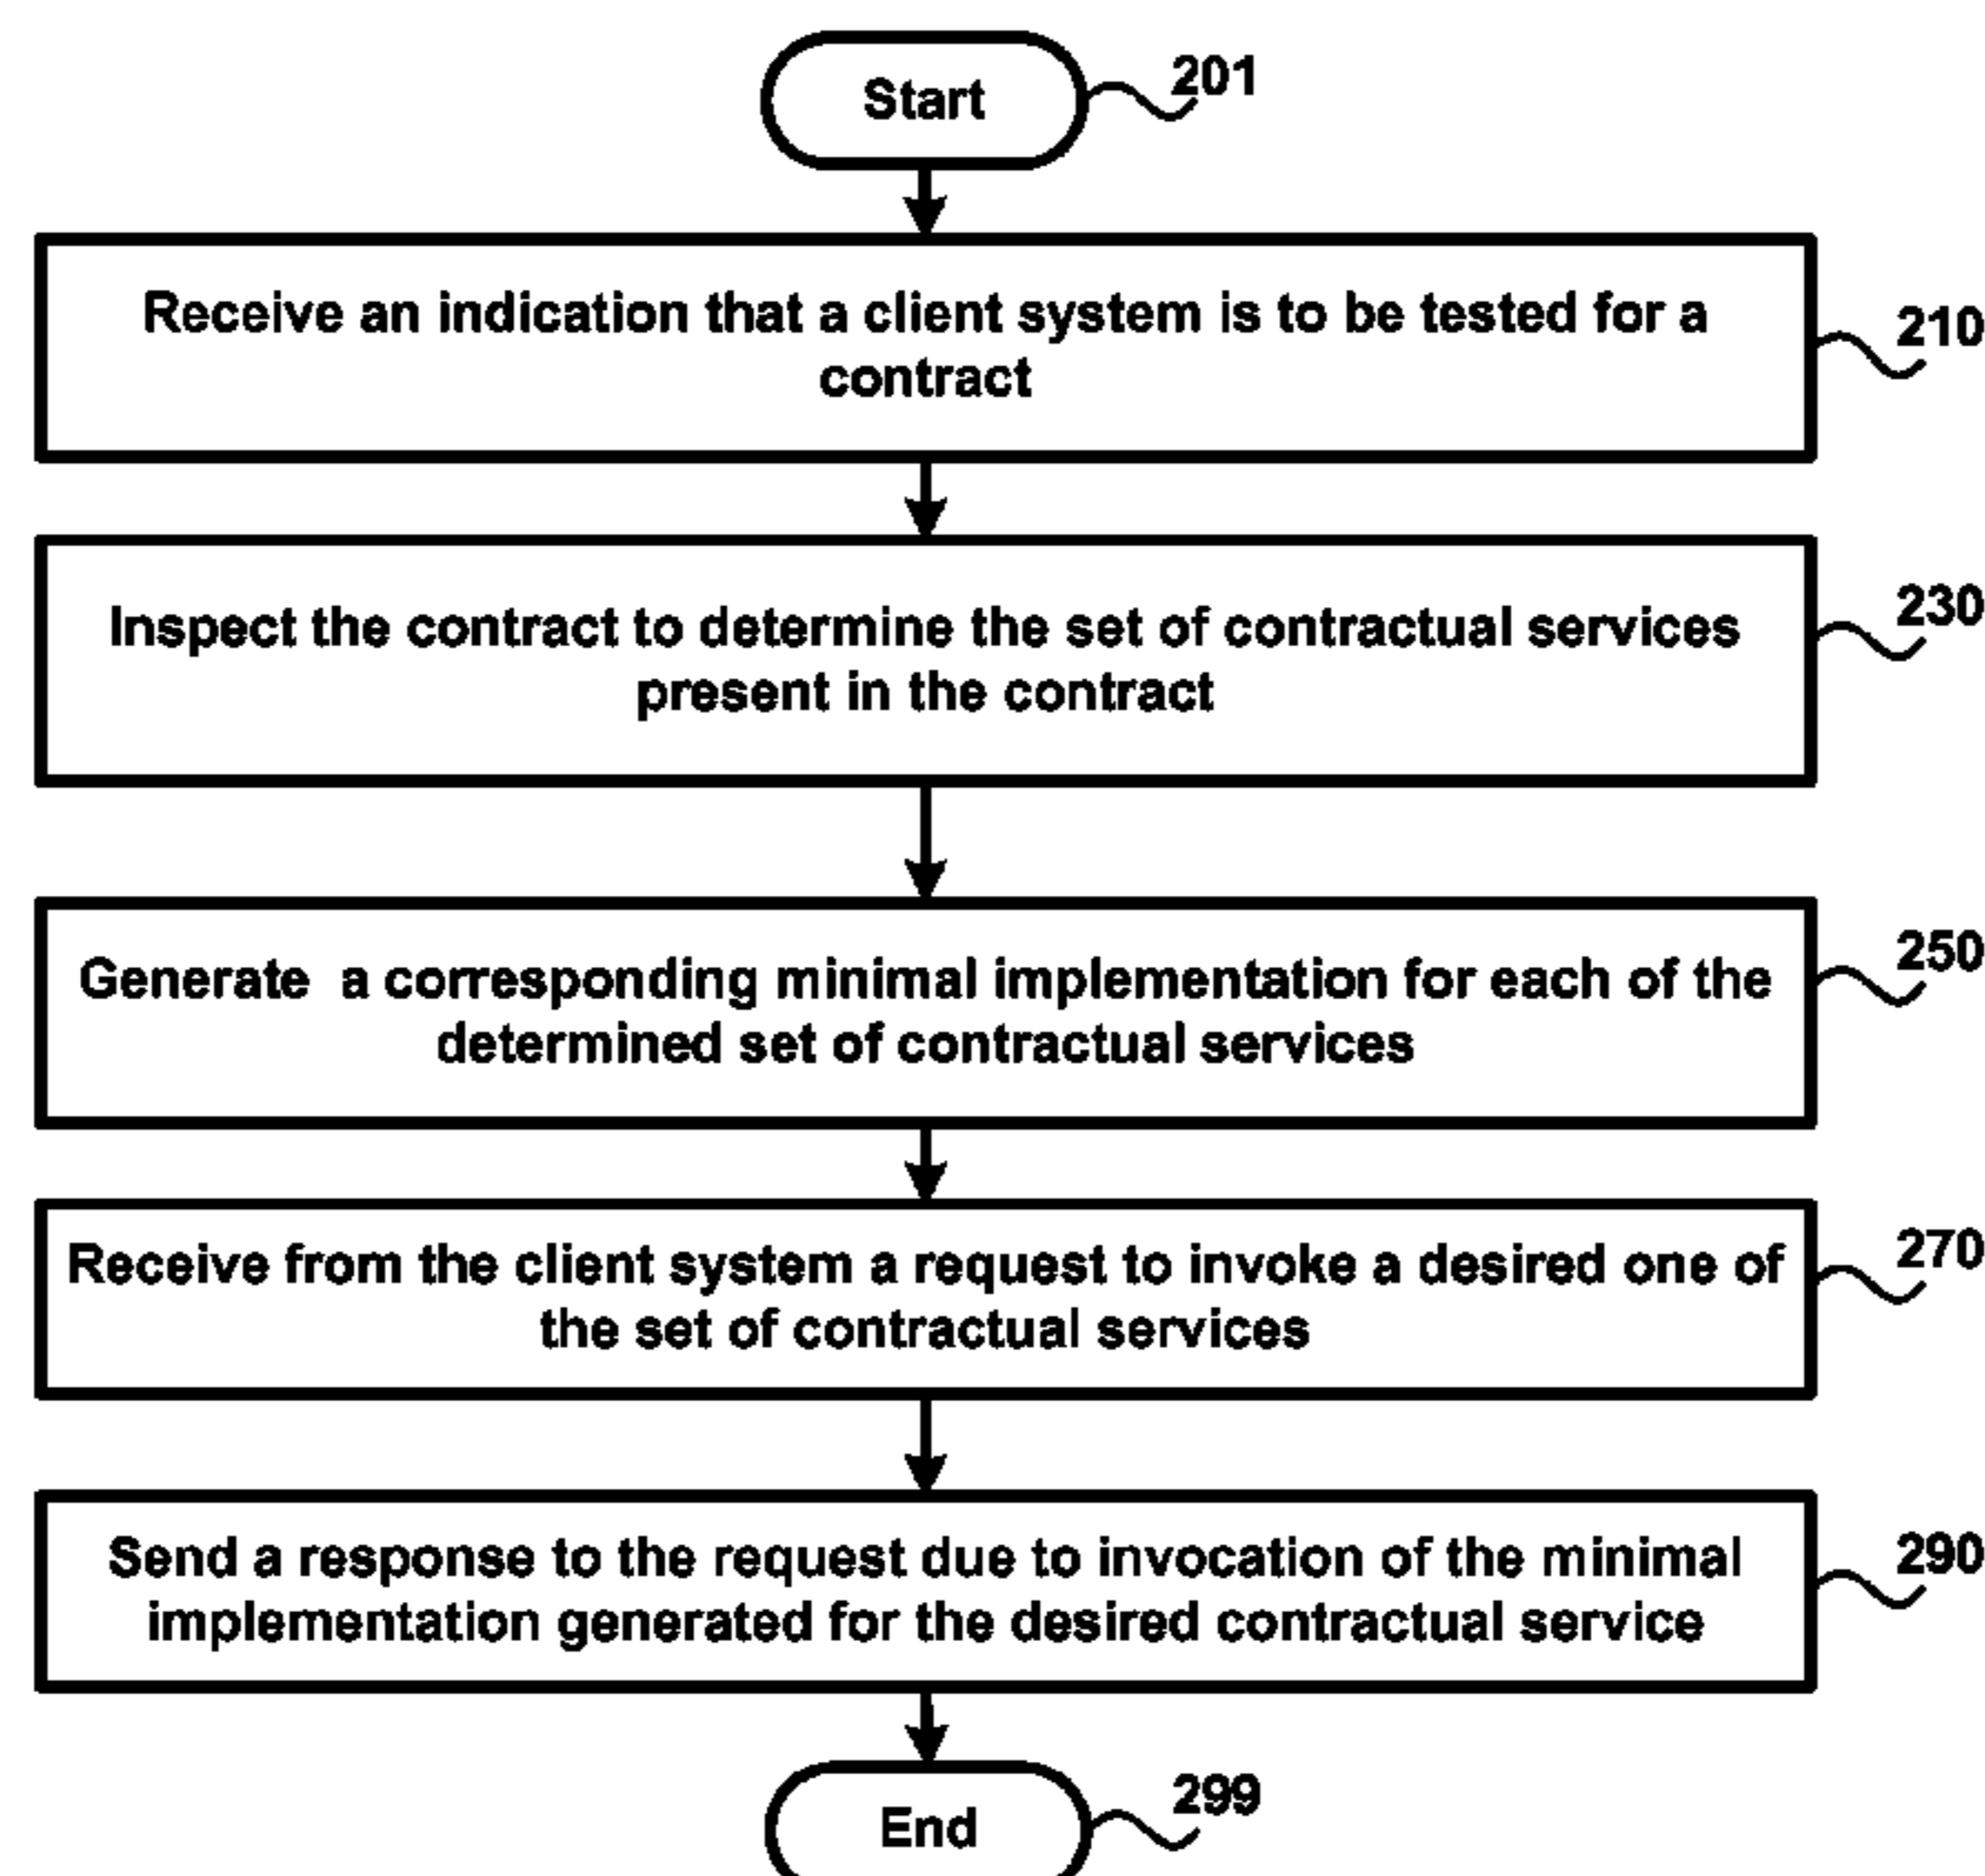 Start
201
Receive an indication that a client system is to be tested for a
contract
210
Inspect the contract to determine the set of contractual services
present in the contract
230
Generate a corresponding minimal implementation for each of the
determined set of contractual services
250
Receive from the client system a request to invoke a desired one of
the set of contractual services
270
Send a response to the request due to invocation of the minimal
implementation generated for the desired contractual service
290
End
299